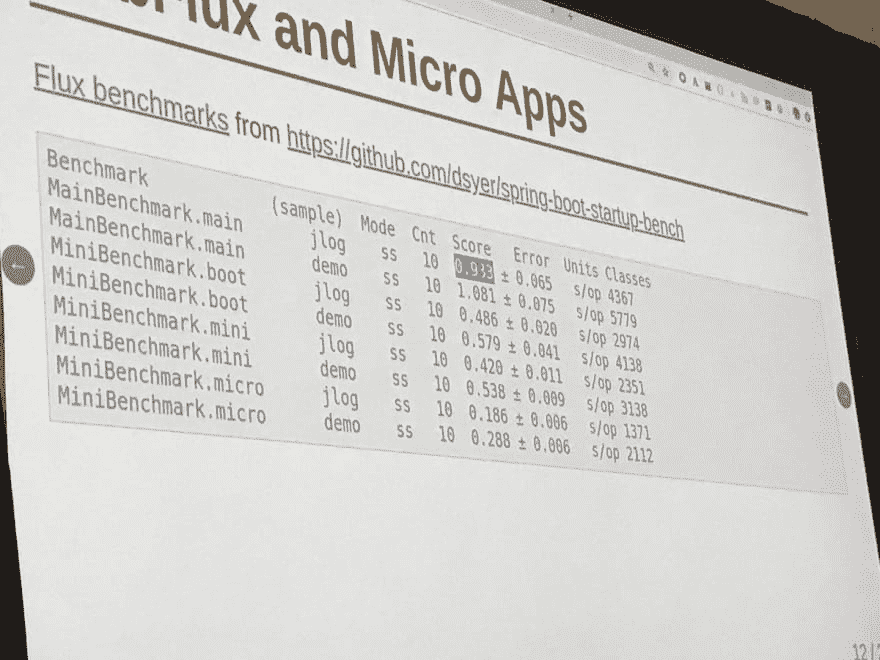 Flux and Micro Apps
Flux benchmarks from https://github.com/dsyer/spring-boot-startup-bench
Benchmark (sample) Mode Cnt Score Error Units Classes
MainBenchmark.main jlog ss 10 0.933 ± 0.065 s/op 4367
MainBenchmark.main demo ss 10 1.081 ± 0.075 s/op 5779
MiniBenchmark.boot jlog ss 10 0.486 ± 0.020 s/op 2974
MiniBenchmark.boot demo ss 10 0.579 ± 0.041 s/op 4138
MiniBenchmark.mini jlog ss 10 0.420 ± 0.011 s/op 2351
MiniBenchmark.mini demo ss 10 0.538 ± 0.009 s/op 3138
MiniBenchmark.micro jlog ss 10 0.186 ± 0.006 s/op 1371
MiniBenchmark.micro demo ss 10 0.288 ± 0.006 s/op 2112
12 /